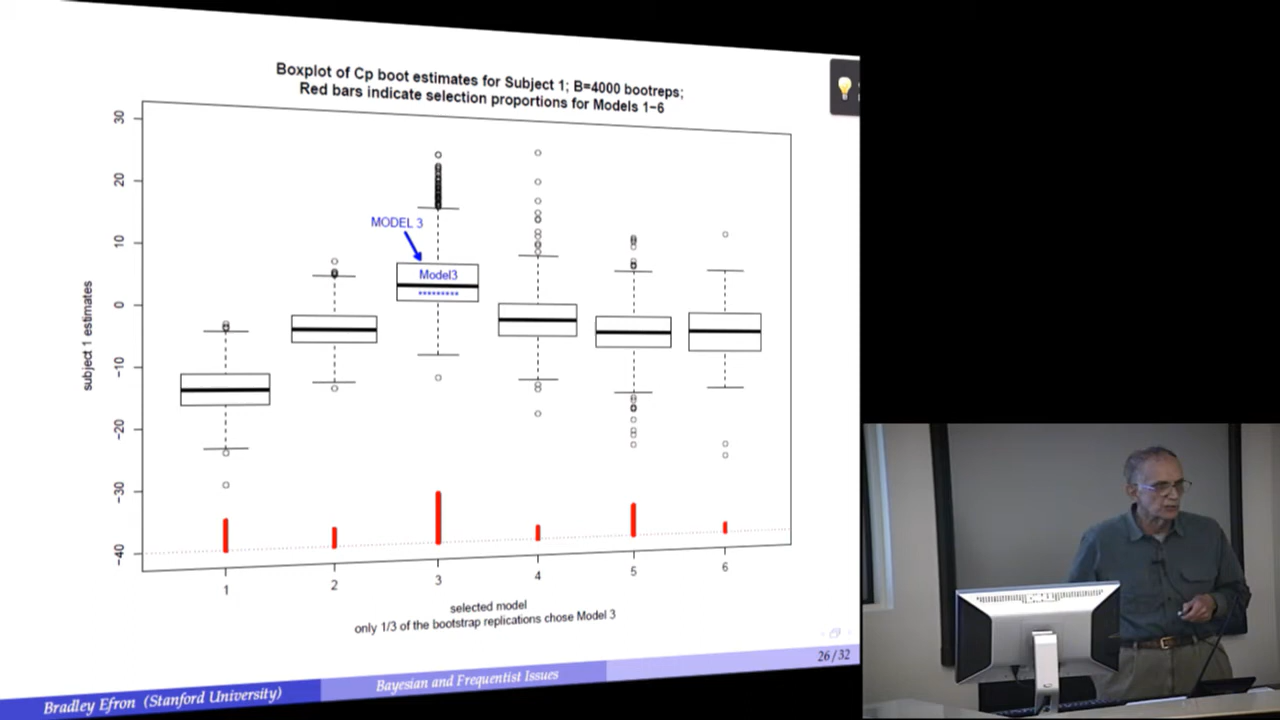 Boxplot of Cp boot estimates for Subject 1; B=4000 bootreps;
Red bars indicate selection proportions for Models 1−6
30
20
10
0
−10
−20
−30
−40
subject 1 estimates
MODEL 3
Model3
*********
1
2
3
4
5
6
selected model
only 1/3 of the bootstrap replications chose Model 3
26 / 32
Bradley Efron (Stanford University)
Bayesian and Frequentist Issues